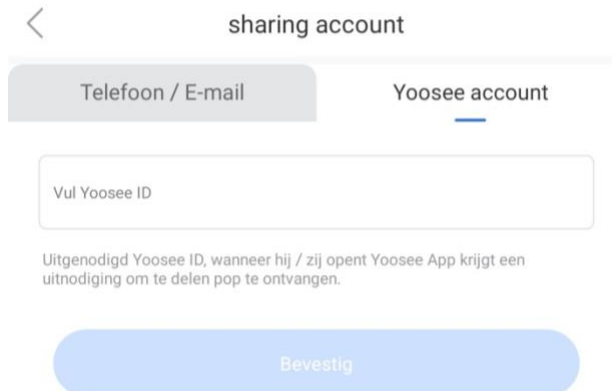 sharing account
Telefoon / E-mail
Yoosee account
Vul Yoosee ID
Uitgenodigd Yoosee ID, wanneer hij / zij opent Yoosee App krijgt een
uitnodiging om te delen pop te ontvangen.
Bevestig